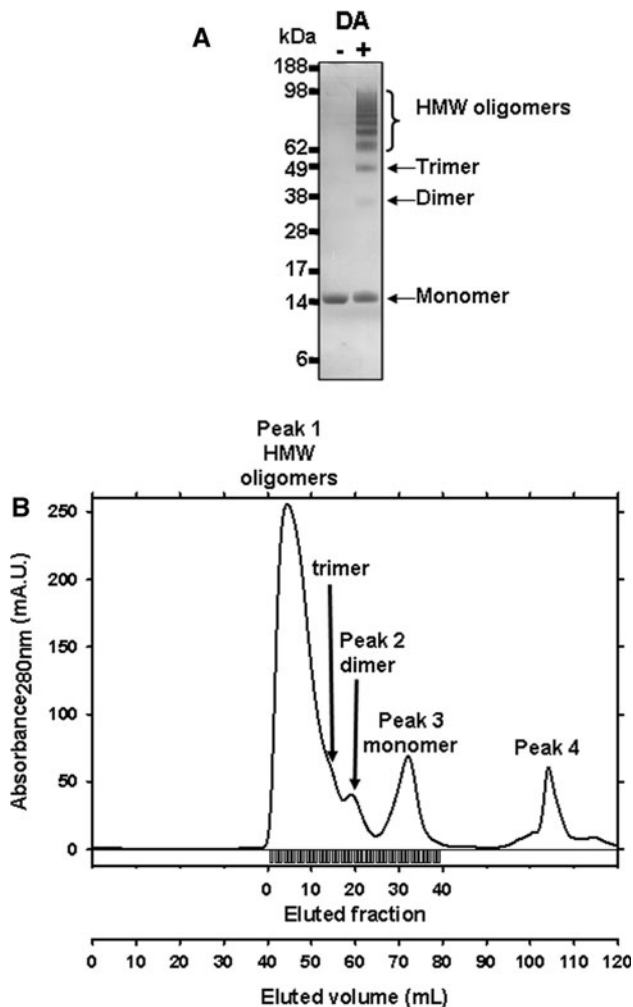 A
DA
kDa
- +
188
98
HMW oligomers
62
49
Trimer
38
Dimer
28
17
14
Monomer
6
Peak 1
HMW
oligomers
B
250
trimer
200
Peak 2
dimer
150
Peak 3
monomer
Peak 4
100
50
0
Absorbance280nm (mA.U.)
0 10 20 30 40
Eluted fraction
0 10 20 30 40 50 60 70 80 90 100 110 120
Eluted volume (mL)